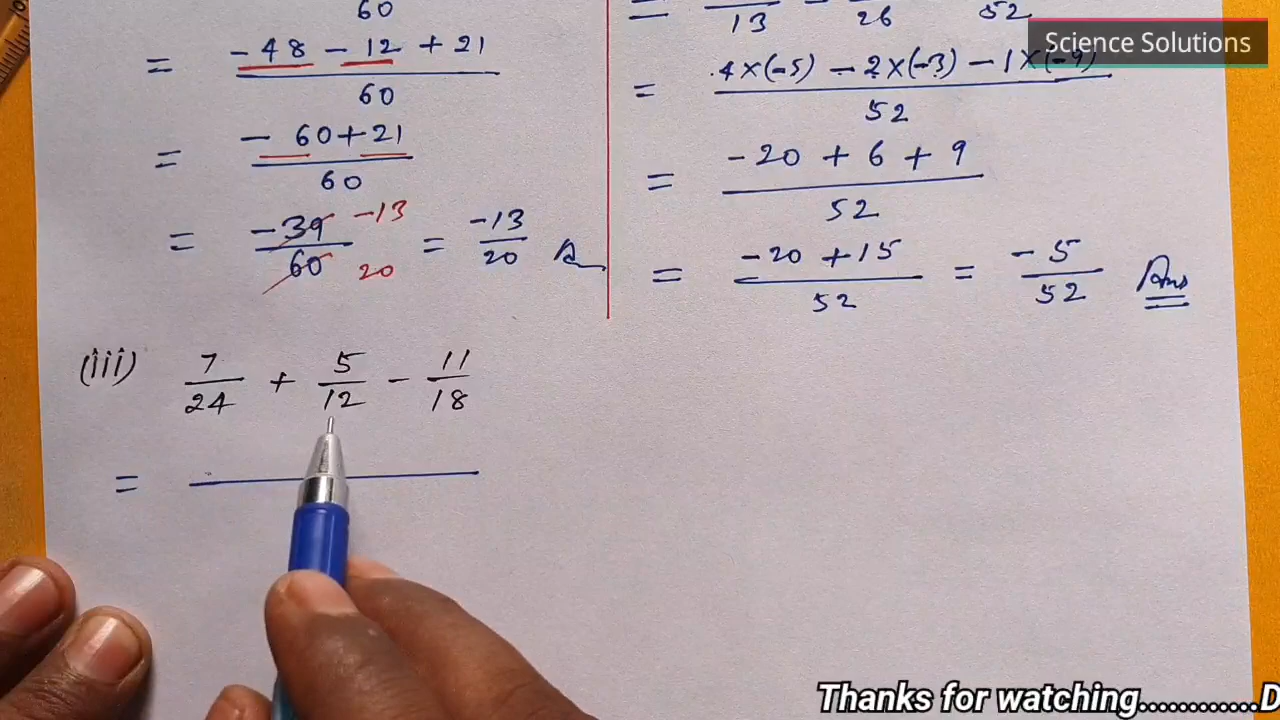 60
= -48 - 12 + 21 / 60
= -60 + 21 / 60
= -39 / 60 -13 20 = -13 / 20 A
(iii) 7/24 + 5/12 - 11/18
=
= 13 - 26 52
= 4×(-5) - 2×(-3) - 1×(-9) / 52
= -20 + 6 + 9 / 52
= -20 + 15 / 52 = -5 / 52 Ans
Science Solutions
Thanks for watching............D